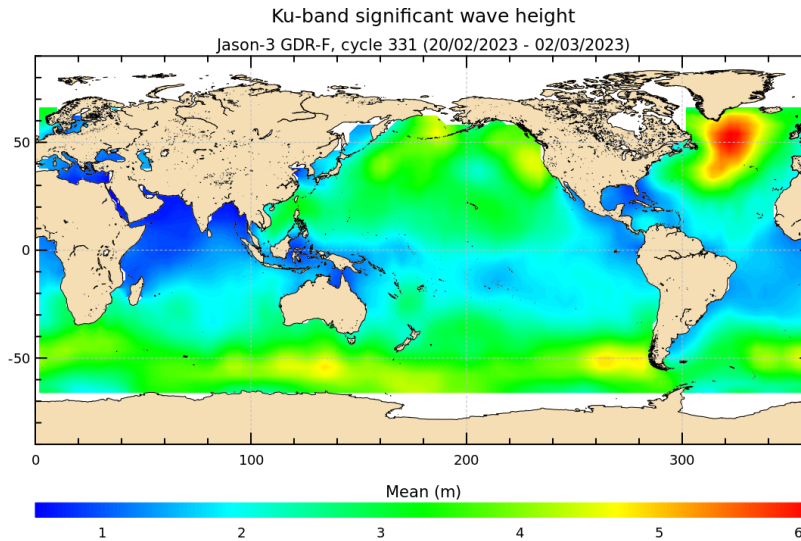 Ku-band significant wave height
Jason-3 GDR-F, cycle 331 (20/02/2023 - 02/03/2023)
50
0
-50
0 100 200 300
Mean (m)
1 2 3 4 5 6